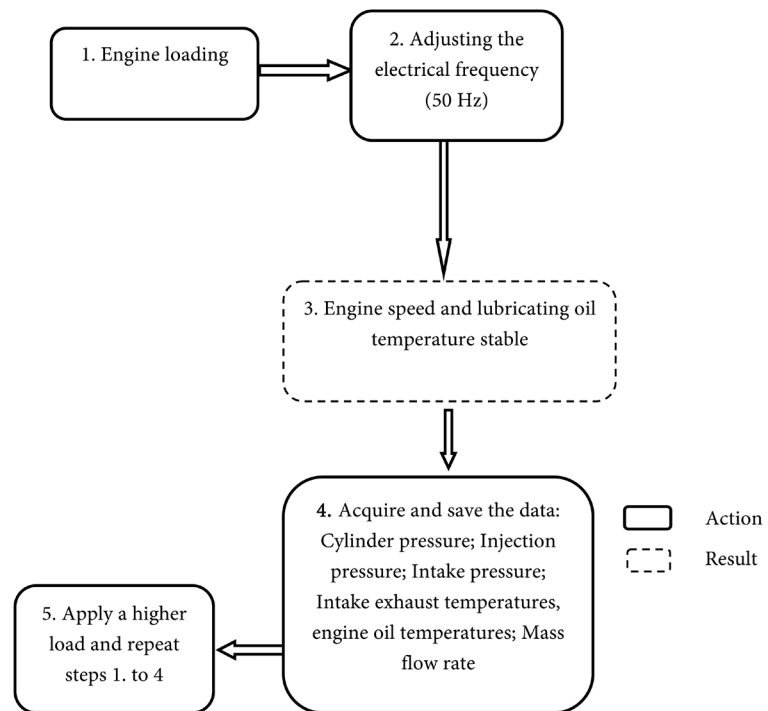 1. Engine loading
2. Adjusting the
electrical frequency
(50 Hz)
3. Engine speed and lubricating oil
temperature stable
4. Acquire and save the data:
Cylinder pressure; Injection
pressure; Intake pressure;
Intake exhaust temperatures,
engine oil temperatures; Mass
flow rate
Action
Result
5. Apply a higher
load and repeat
steps 1. to 4